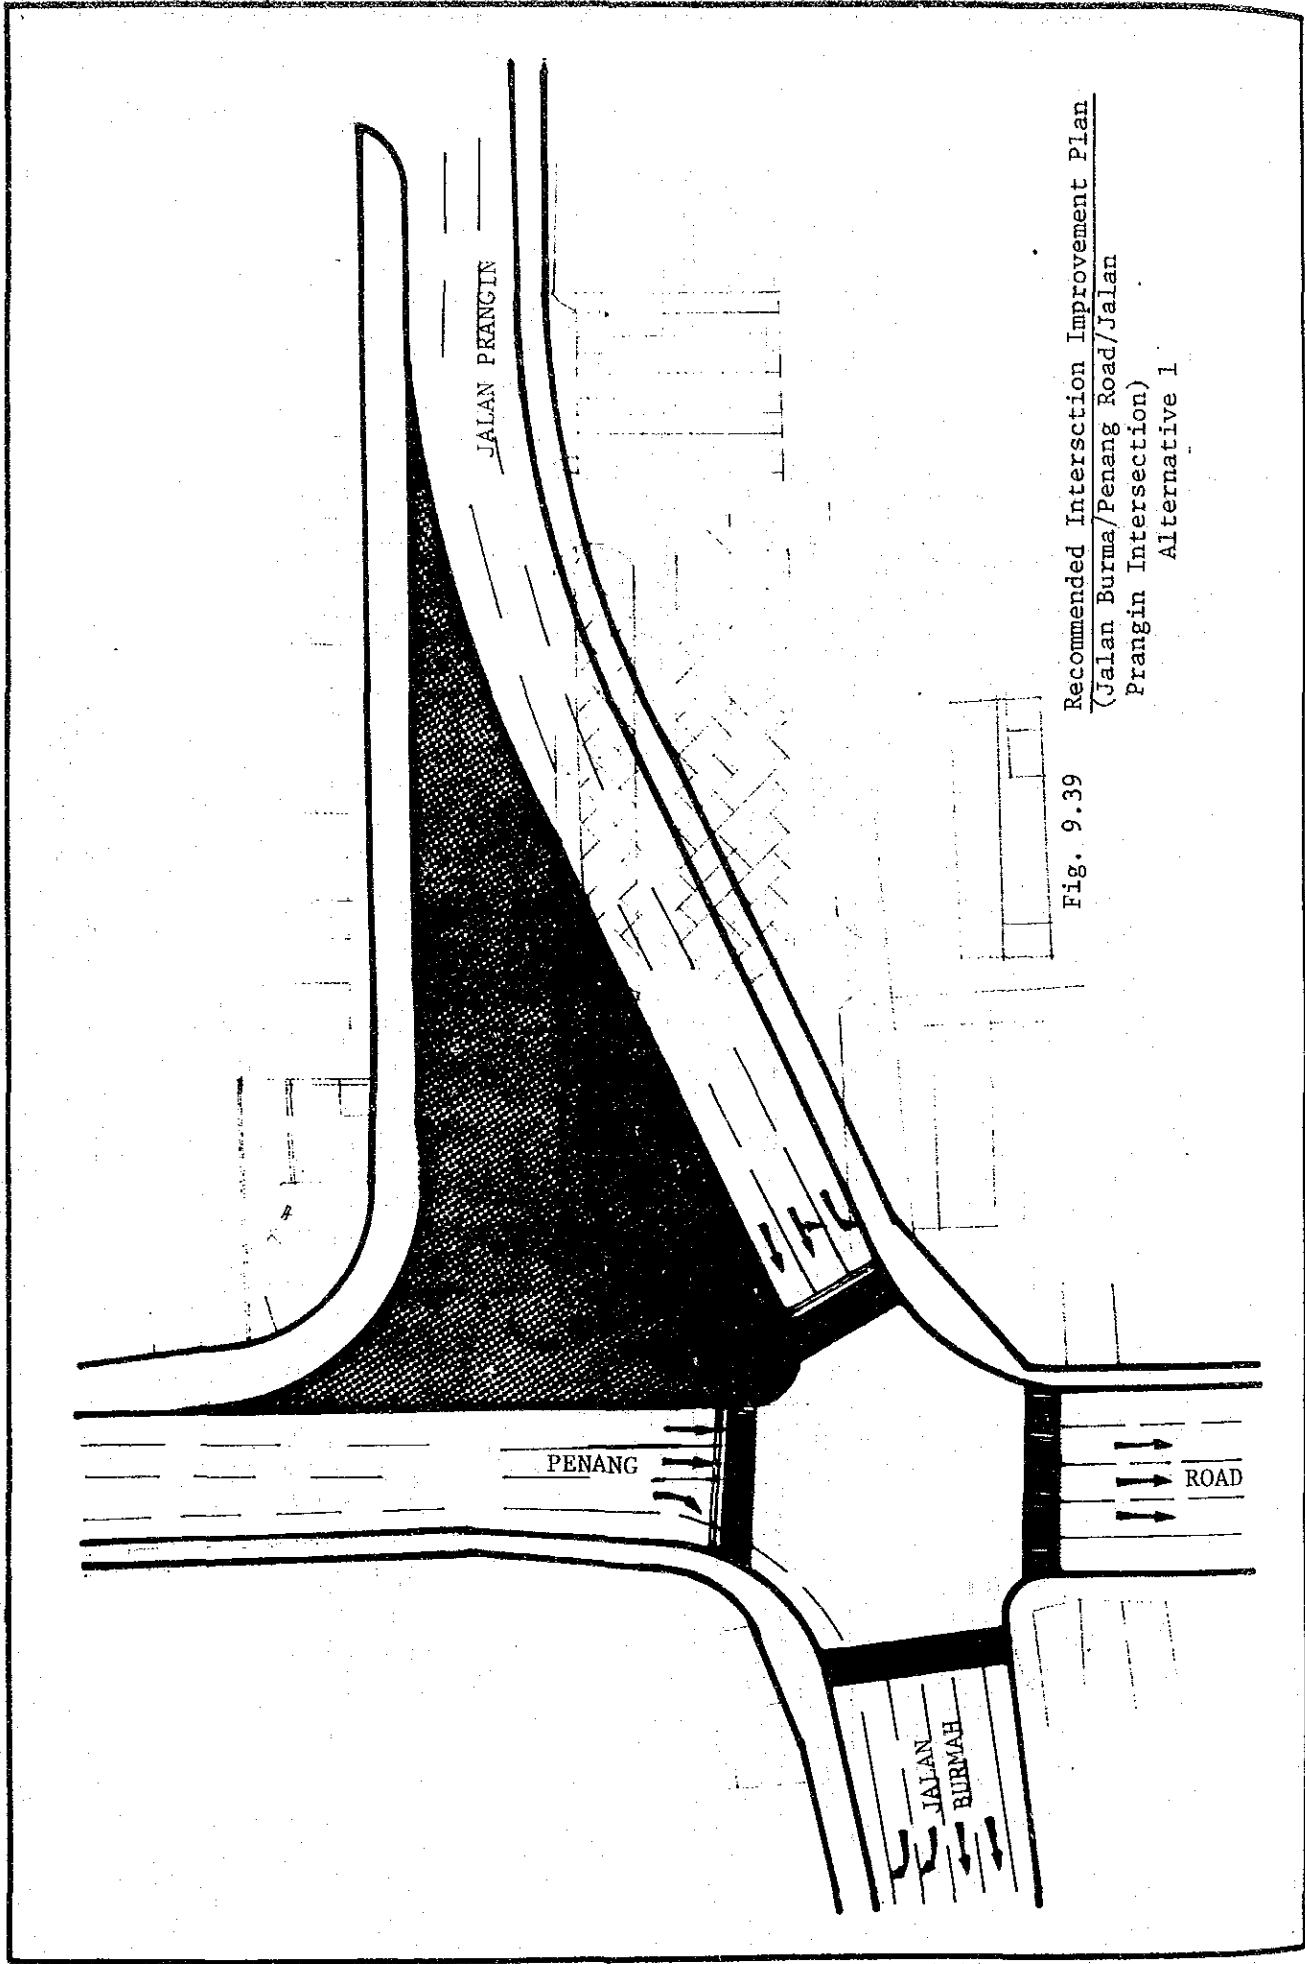 JALAN PRANGIN
PENANG
ROAD
JALAN
BURMAH
Fig. 9.39 Recommended Intersction Improvement Plan
(Jalan Burma/Penang Road/Jalan
Prangin Intersection)
Alternative 1